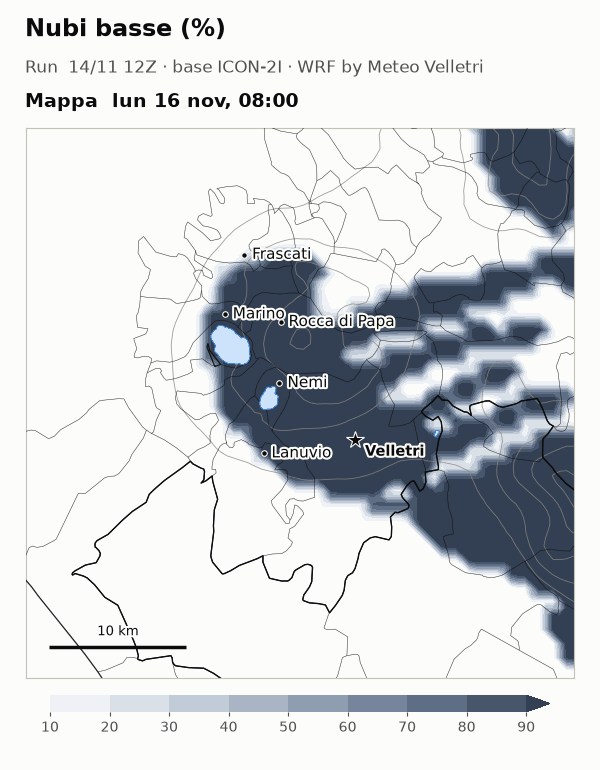 Nubi basse (%)
Run  14/11 12Z · base ICON-2I · WRF by Meteo Velletri
Mappa  lun 16 nov, 08:00
Frascati
Marino
Rocca di Papa
Nemi
Velletri
Lanuvio
10 km
10 20 30 40 50 60 70 80 90